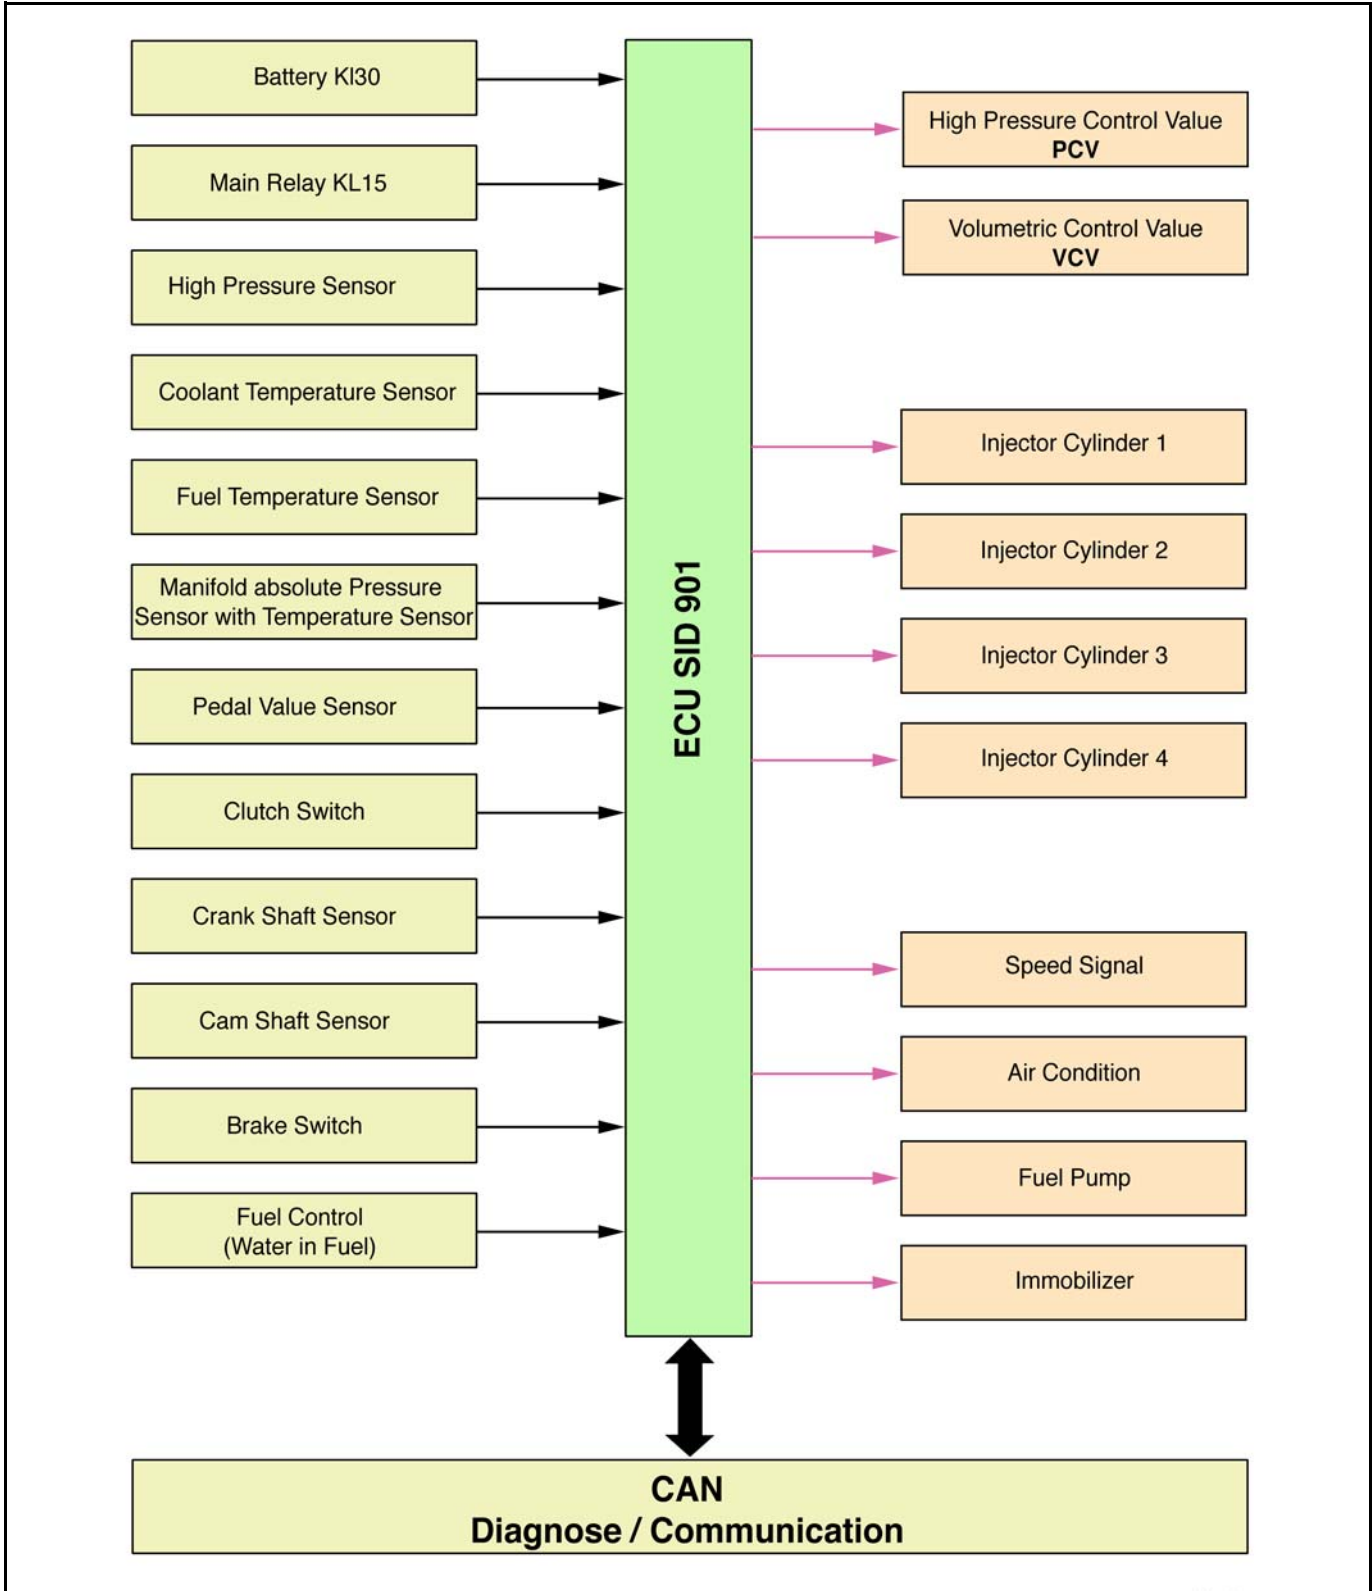 Battery Kl30
Main Relay KL15
High Pressure Sensor
Coolant Temperature Sensor
Fuel Temperature Sensor
Manifold absolute Pressure
Sensor with Temperature Sensor
Pedal Value Sensor
Clutch Switch
Crank Shaft Sensor
Cam Shaft Sensor
Brake Switch
Fuel Control
(Water in Fuel)
ECU SID 901
High Pressure Control Value
PCV
Volumetric Control Value
VCV
Injector Cylinder 1
Injector Cylinder 2
Injector Cylinder 3
Injector Cylinder 4
Speed Signal
Air Condition
Fuel Pump
Immobilizer
CAN
Diagnose / Communication